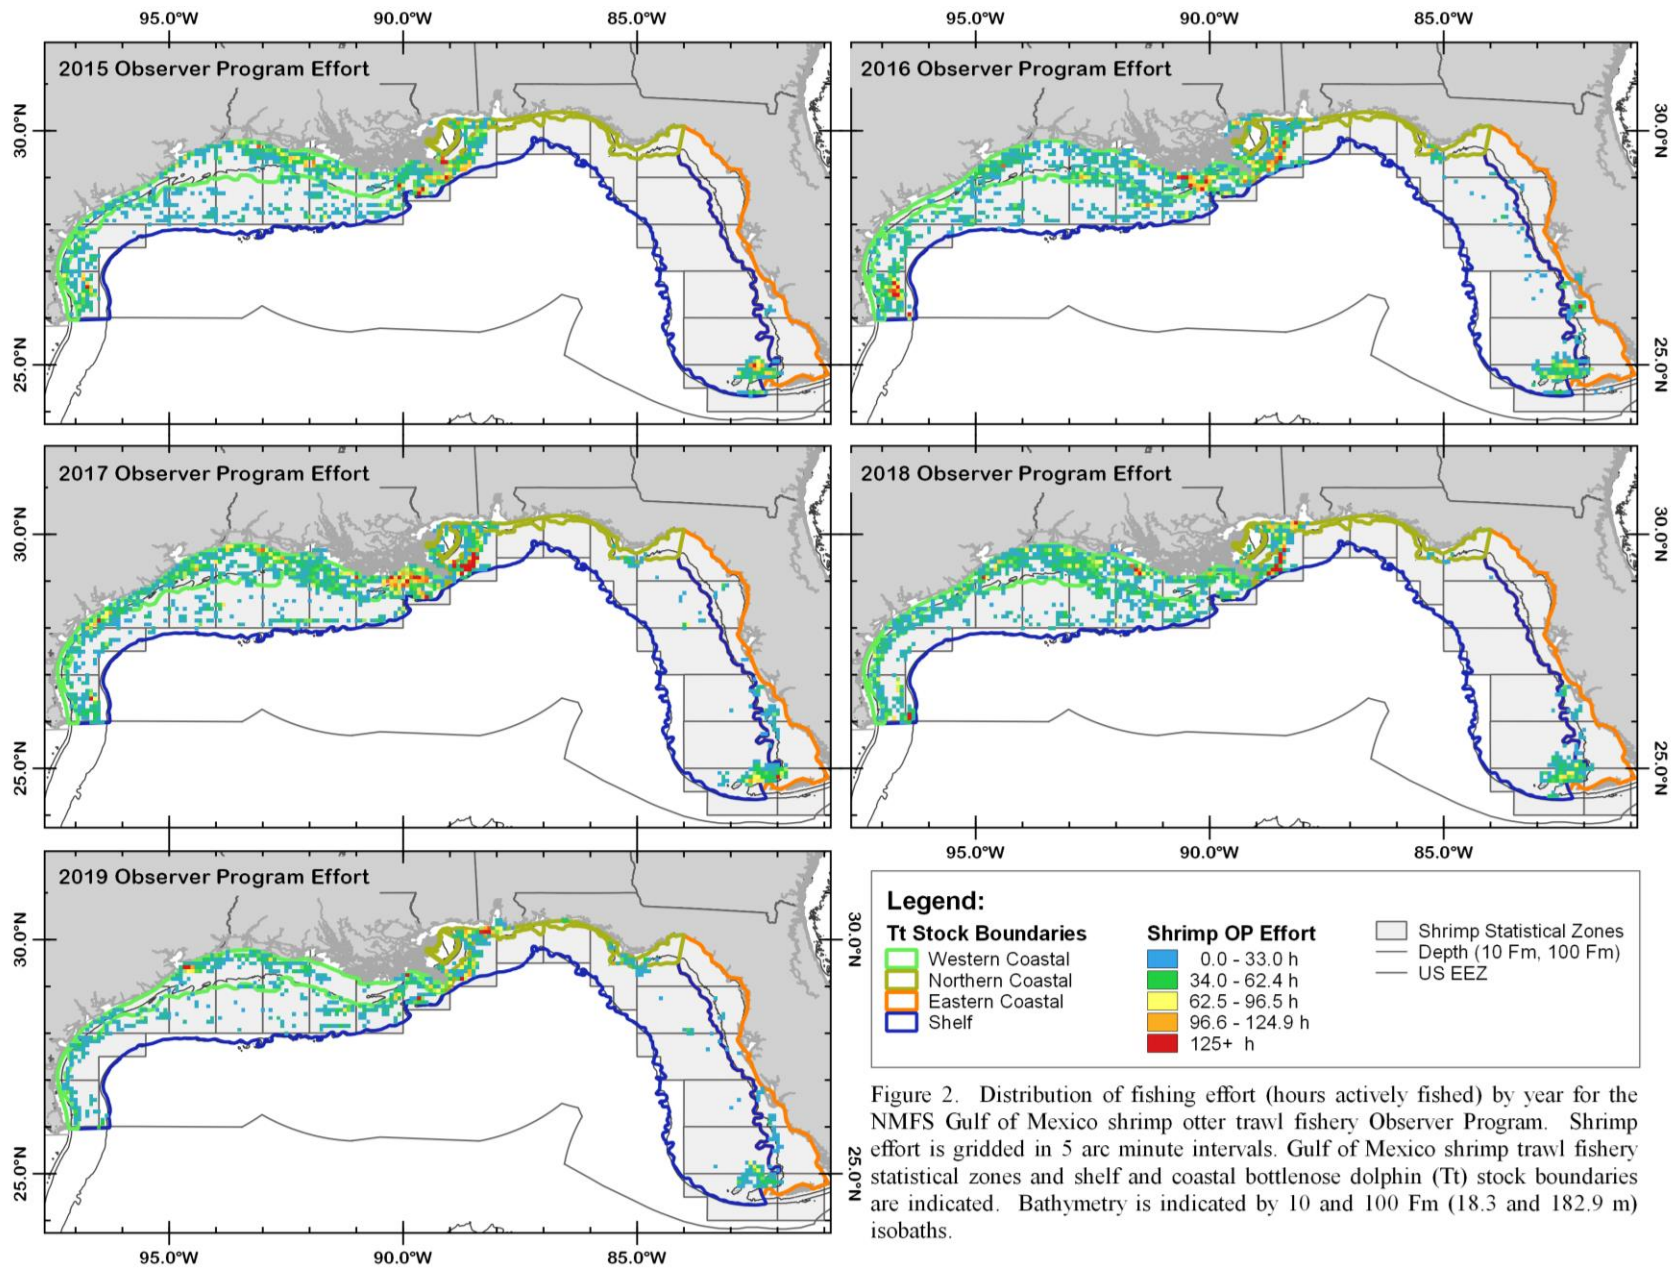 95.0°W 90.0°W 85.0°W 95.0°W 90.0°W 85.0°W
2015 Observer Program Effort
2016 Observer Program Effort
30.0°N
30.0°N
25.0°N
25.0°N
2017 Observer Program Effort
2018 Observer Program Effort
30.0°N
30.0°N
25.0°N
25.0°N
95.0°W 90.0°W 85.0°W
2019 Observer Program Effort
30.0°N
30.0°N
25.0°N
25.0°N
95.0°W 90.0°W 85.0°W
Legend:
Tt Stock Boundaries
Western Coastal
Northern Coastal
Eastern Coastal
Shelf
Shrimp OP Effort
0.0 - 33.0 h
34.0 - 62.4 h
62.5 - 96.5 h
96.6 - 124.9 h
125+ h
Shrimp Statistical Zones
Depth (10 Fm, 100 Fm)
US EEZ
Figure 2. Distribution of fishing effort (hours actively fished) by year for the
NMFS Gulf of Mexico shrimp otter trawl fishery Observer Program. Shrimp
effort is gridded in 5 arc minute intervals. Gulf of Mexico shrimp trawl fishery
statistical zones and shelf and coastal bottlenose dolphin (Tt) stock boundaries
are indicated. Bathymetry is indicated by 10 and 100 Fm (18.3 and 182.9 m)
isobaths.